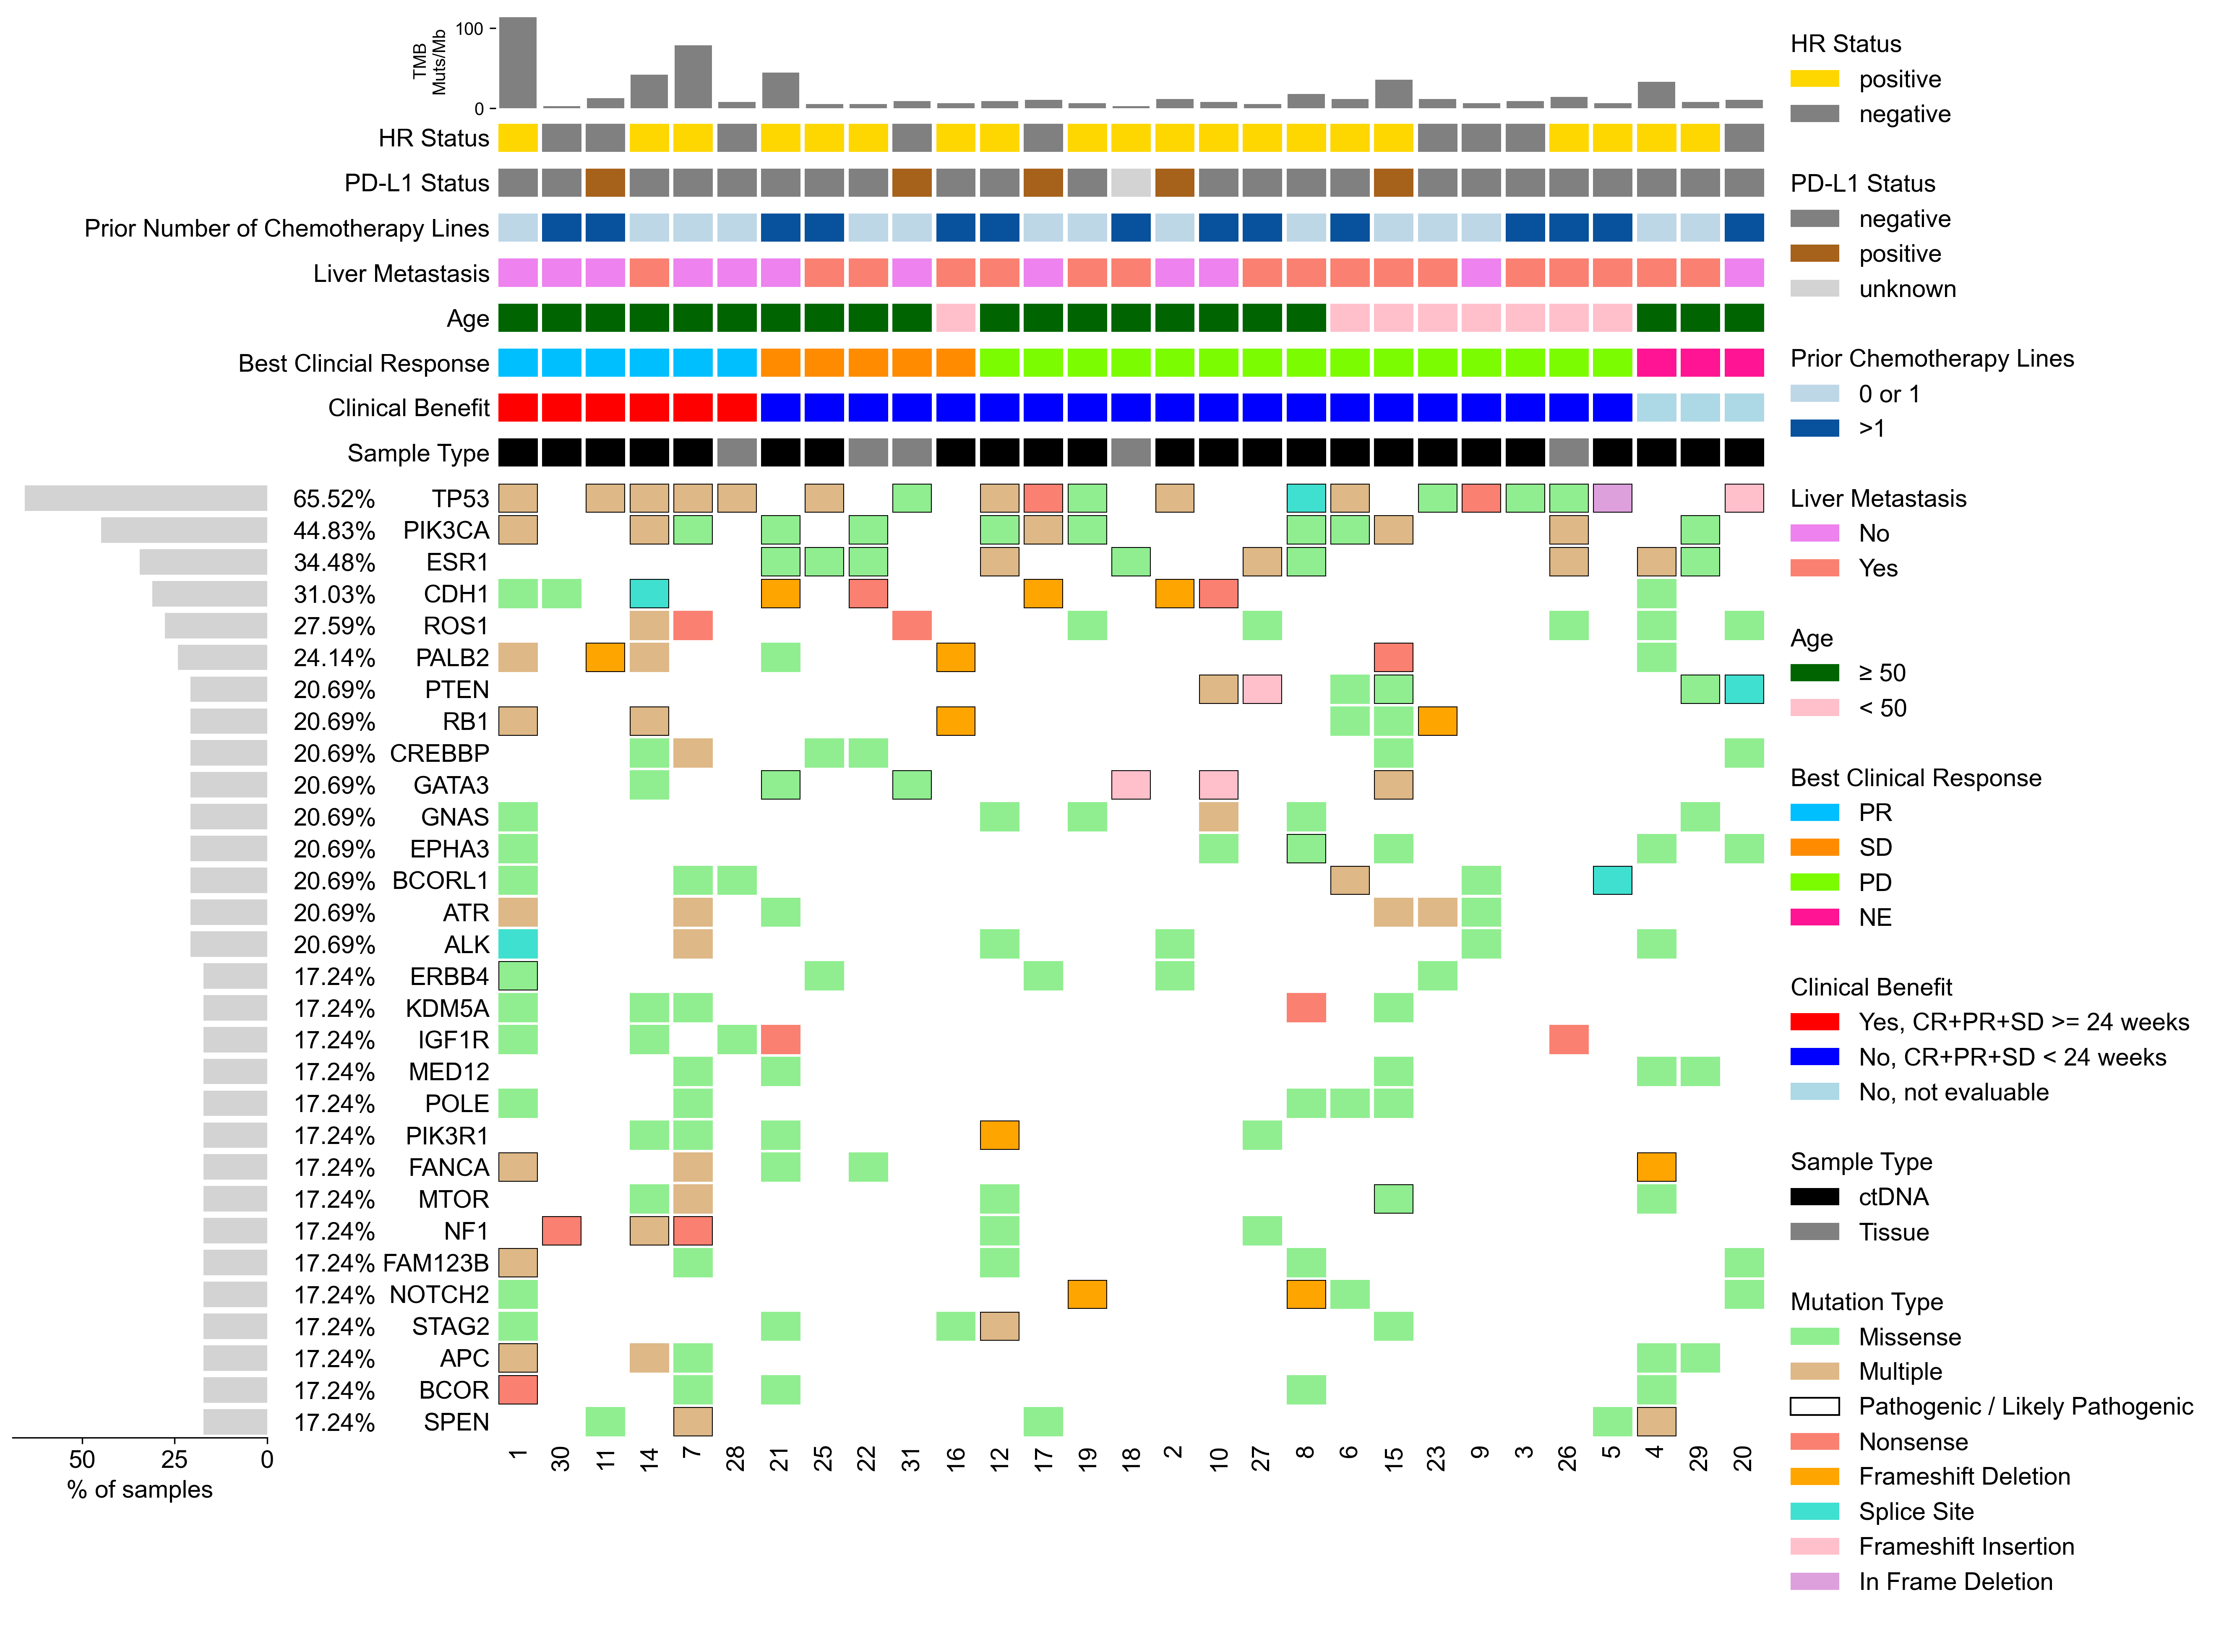 TMB
Muts/Mb
100
0
HR Status
PD-L1 Status
Prior Number of Chemotherapy Lines
Liver Metastasis
Age
Best Clincial Response
Clinical Benefit
Sample Type
65.52% TP53
44.83% PIK3CA
34.48% ESR1
31.03% CDH1
27.59% ROS1
24.14% PALB2
20.69% PTEN
20.69% RB1
20.69% CREBBP
20.69% GATA3
20.69% GNAS
20.69% EPHA3
20.69% BCORL1
20.69% ATR
20.69% ALK
17.24% ERBB4
17.24% KDM5A
17.24% IGF1R
17.24% MED12
17.24% POLE
17.24% PIK3R1
17.24% FANCA
17.24% MTOR
17.24% NF1
17.24% FAM123B
17.24% NOTCH2
17.24% STAG2
17.24% APC
17.24% BCOR
17.24% SPEN
50 25 0
% of samples
1 30 11 14 7 28 21 25 22 31 16 12 17 19 18 2 10 27 8 6 15 23 9 3 26 5 4 29 20
HR Status
positive
negative
PD-L1 Status
negative
positive
unknown
Prior Chemotherapy Lines
0 or 1
>1
Liver Metastasis
No
Yes
Age
≥ 50
< 50
Best Clinical Response
PR
SD
PD
NE
Clinical Benefit
Yes, CR+PR+SD >= 24 weeks
No, CR+PR+SD < 24 weeks
No, not evaluable
Sample Type
ctDNA
Tissue
Mutation Type
Missense
Multiple
Pathogenic / Likely Pathogenic
Nonsense
Frameshift Deletion
Splice Site
Frameshift Insertion
In Frame Deletion